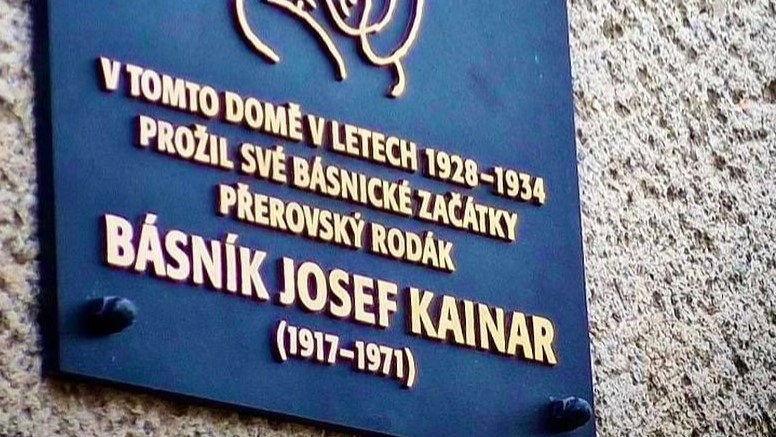 V TOMTO DOMĚ V LETECH 1928–1934
PROŽIL SVÉ BÁSNICKÉ ZAČÁTKY
PŘEROVSKÝ RODÁK
BÁSNÍK JOSEF KAINAR
(1917–1971)